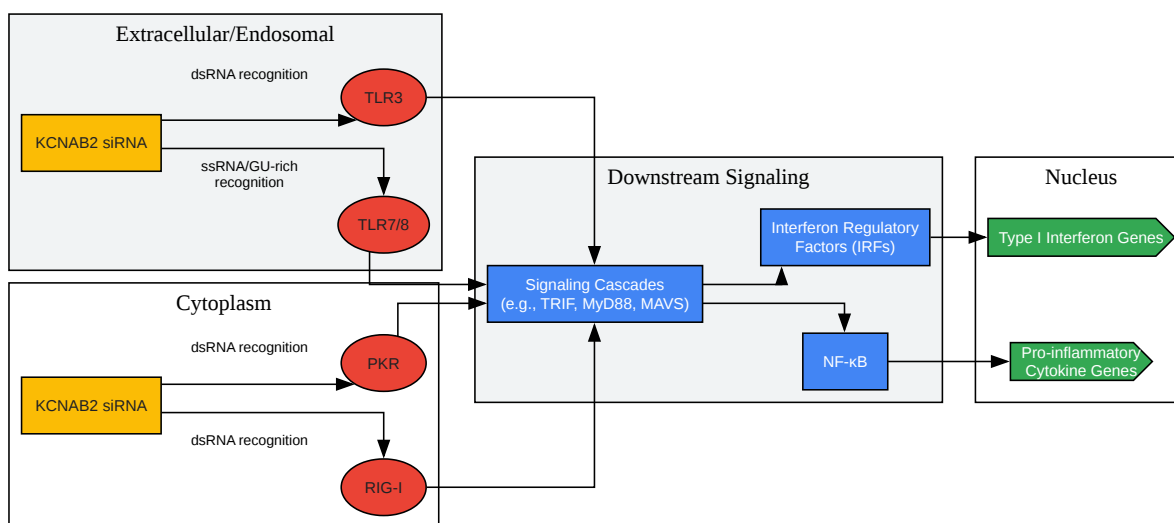 Extracellular/Endosomal
dsRNA recognition
TLR3
KCNAB2 siRNA
ssRNA/GU-rich
recognition
TLR7/8
Cytoplasm
dsRNA recognition
PKR
KCNAB2 siRNA
dsRNA recognition
RIG-I
Downstream Signaling
Interferon Regulatory
Factors (IRFs)
Signaling Cascades
(e.g., TRIF, MyD88, MAVS)
NF-κB
Nucleus
Type I Interferon Genes
Pro-inflammatory
Cytokine Genes